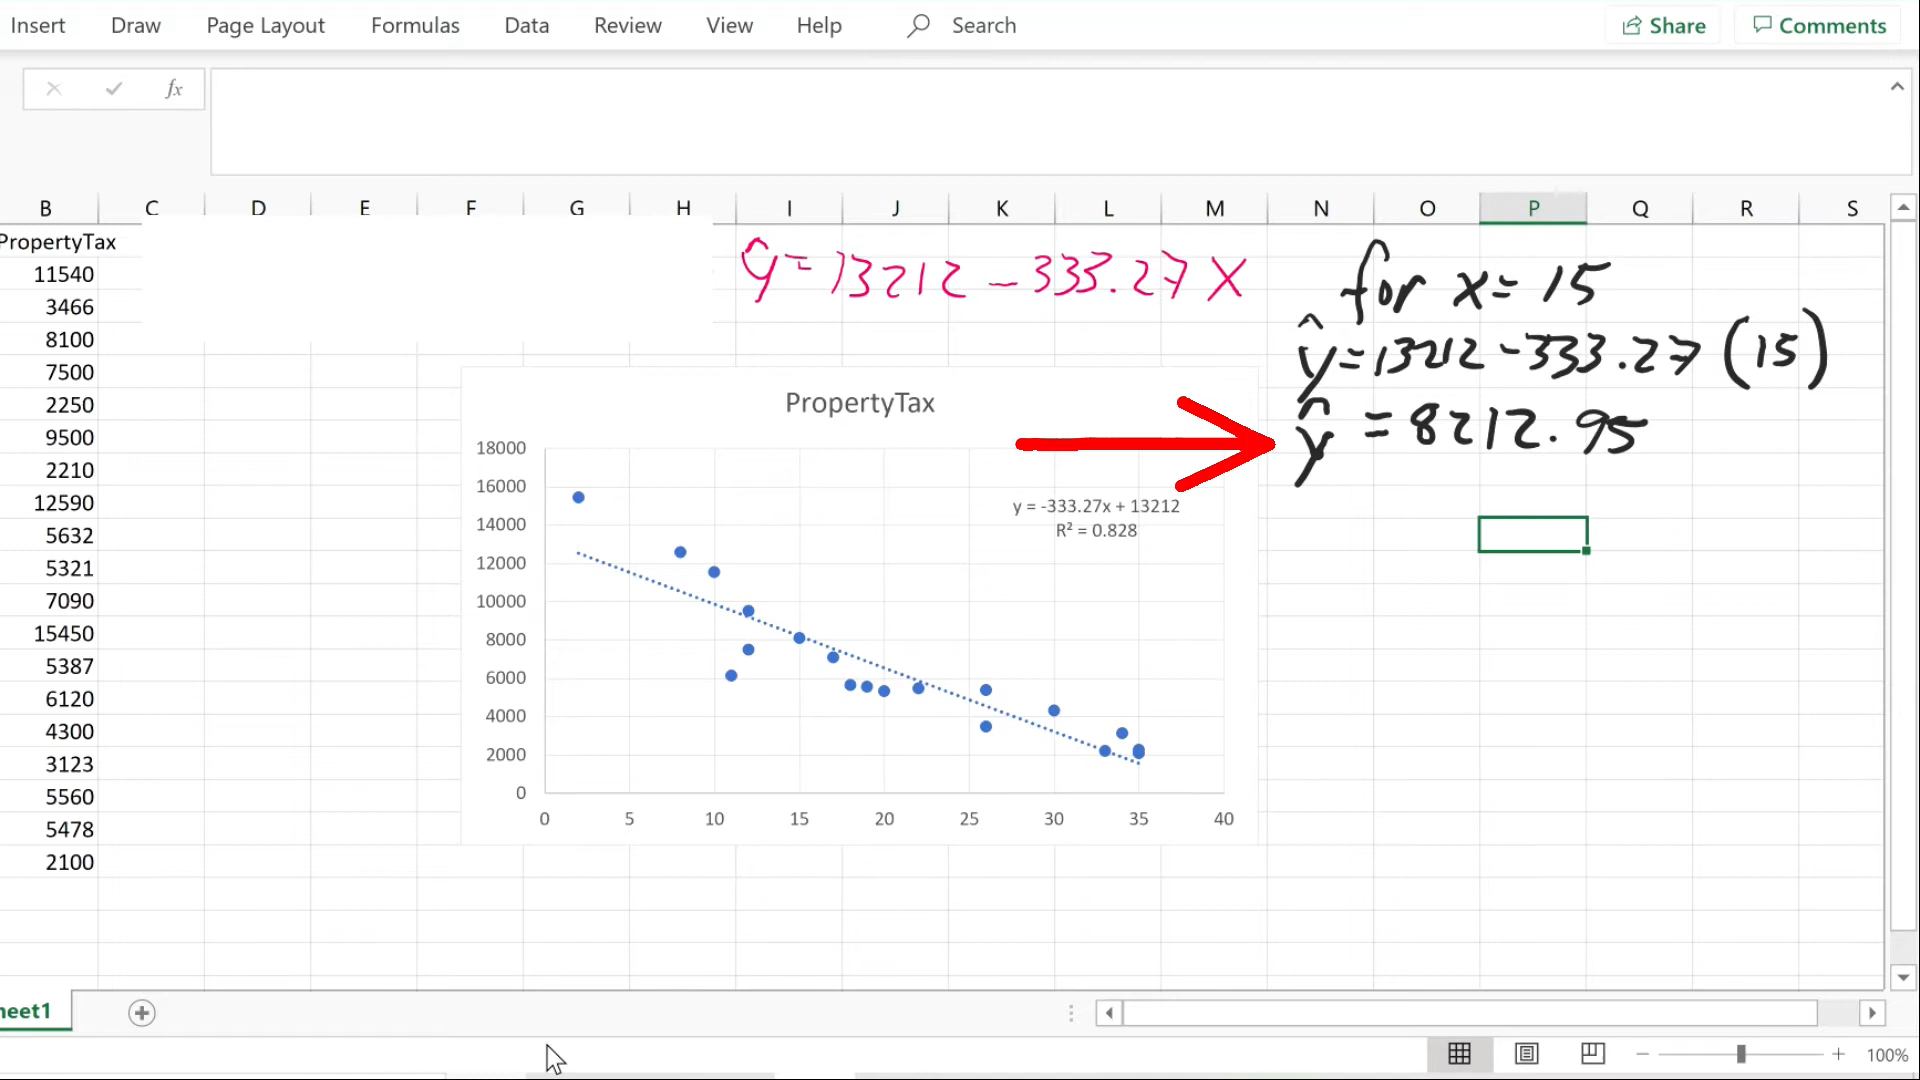 Insert Draw Page Layout Formulas Data Review View Help Search Share Comments
fx
B C D E F G H I J K L M N O P Q R S
PropertyTax
11540
3466
8100
7500
2250
9500
2210
12590
5632
5321
7090
15450
5387
6120
4300
3123
5560
5478
2100
ŷ = 13212 - 333.27 X
for x = 15
ŷ = 13212 - 333.27 (15)
ŷ = 8212.95
PropertyTax
18000
16000
14000
12000
10000
8000
6000
4000
2000
0
y = -333.27x + 13212
R² = 0.828
0 5 10 15 20 25 30 35 40
heet1
100%